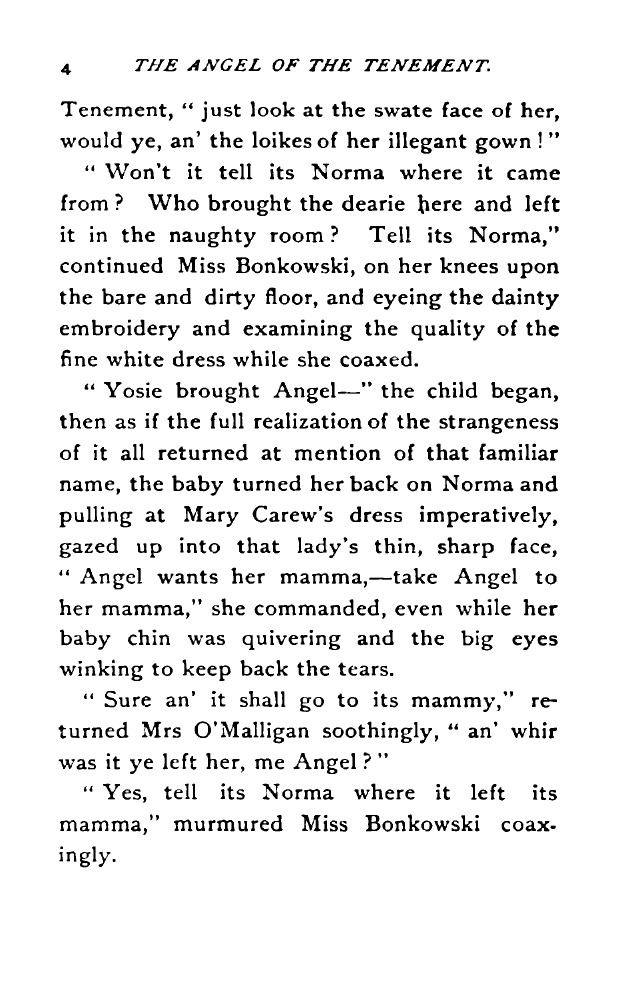 4 THE ANGEL OF THE TENEMENT.
Tenement, “ just look at the swate face of her,
would ye, an’ the loikes of her illegant gown ! ”
“ Won’t it tell its Norma where it came
from ? Who brought the dearie here and left
it in the naughty room ? Tell its Norma,”
continued Miss Bonkowski, on her knees upon
the bare and dirty floor, and eyeing the dainty
embroidery and examining the quality of the
fine white dress while she coaxed.
“ Yosie brought Angel—” the child began,
then as if the full realization of the strangeness
of it all returned at mention of that familiar
name, the baby turned her back on Norma and
pulling at Mary Carew’s dress imperatively,
gazed up into that lady’s thin, sharp face,
“ Angel wants her mamma,—take Angel to
her mamma,” she commanded, even while her
baby chin was quivering and the big eyes
winking to keep back the tears.
“ Sure an’ it shall go to its mammy,” re-
turned Mrs O’Malligan soothingly, “ an’ whir
was it ye left her, me Angel ? ”
“ Yes, tell its Norma where it left its
mamma,” murmured Miss Bonkowski coax-
ingly.